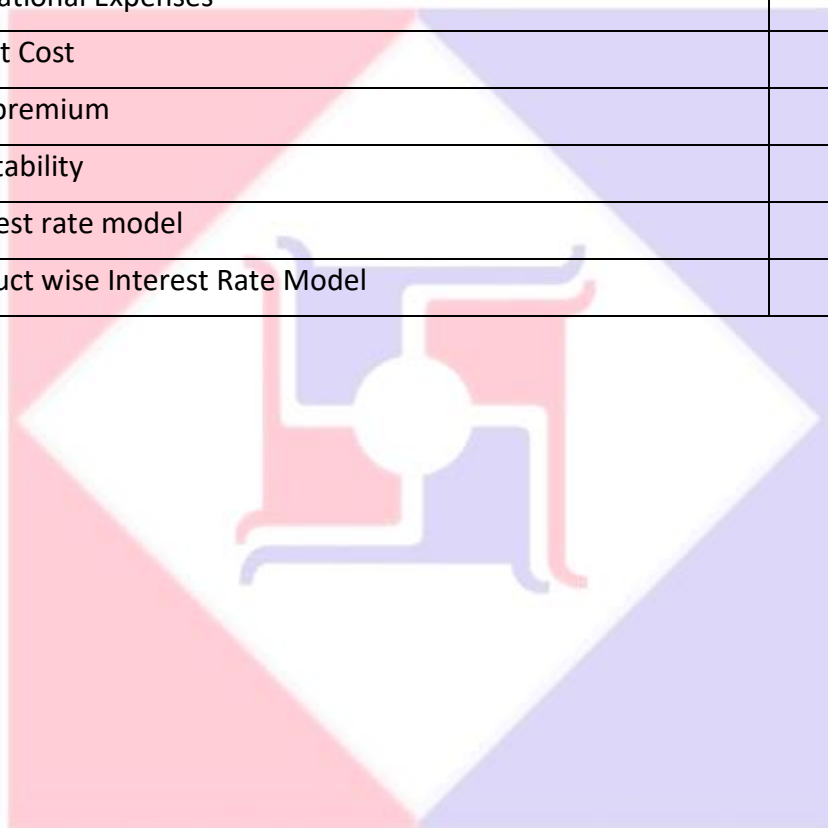 ational Expenses
t Cost
premium
tability
est rate model
uct wise Interest Rate Model